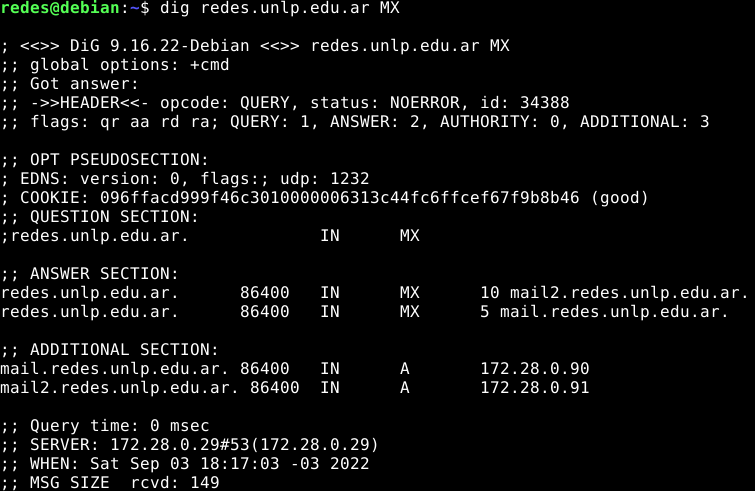 redes@debian:~$ dig redes.unlp.edu.ar MX

; <<>> DiG 9.16.22-Debian <<>> redes.unlp.edu.ar MX
;; global options: +cmd
;; Got answer:
;; ->>HEADER<<- opcode: QUERY, status: NOERROR, id: 34388
;; flags: qr aa rd ra; QUERY: 1, ANSWER: 2, AUTHORITY: 0, ADDITIONAL: 3

;; OPT PSEUDOSECTION:
; EDNS: version: 0, flags:; udp: 1232
; COOKIE: 096ffacd999f46c3010000006313c44fc6ffcef67f9b8b46 (good)
;; QUESTION SECTION:
;redes.unlp.edu.ar.		IN	MX

;; ANSWER SECTION:
redes.unlp.edu.ar.	86400	IN	MX	10 mail2.redes.unlp.edu.ar.
redes.unlp.edu.ar.	86400	IN	MX	5 mail.redes.unlp.edu.ar.

;; ADDITIONAL SECTION:
mail.redes.unlp.edu.ar.	86400	IN	A	172.28.0.90
mail2.redes.unlp.edu.ar. 86400	IN	A	172.28.0.91

;; Query time: 0 msec
;; SERVER: 172.28.0.29#53(172.28.0.29)
;; WHEN: Sat Sep 03 18:17:03 -03 2022
;; MSG SIZE  rcvd: 149